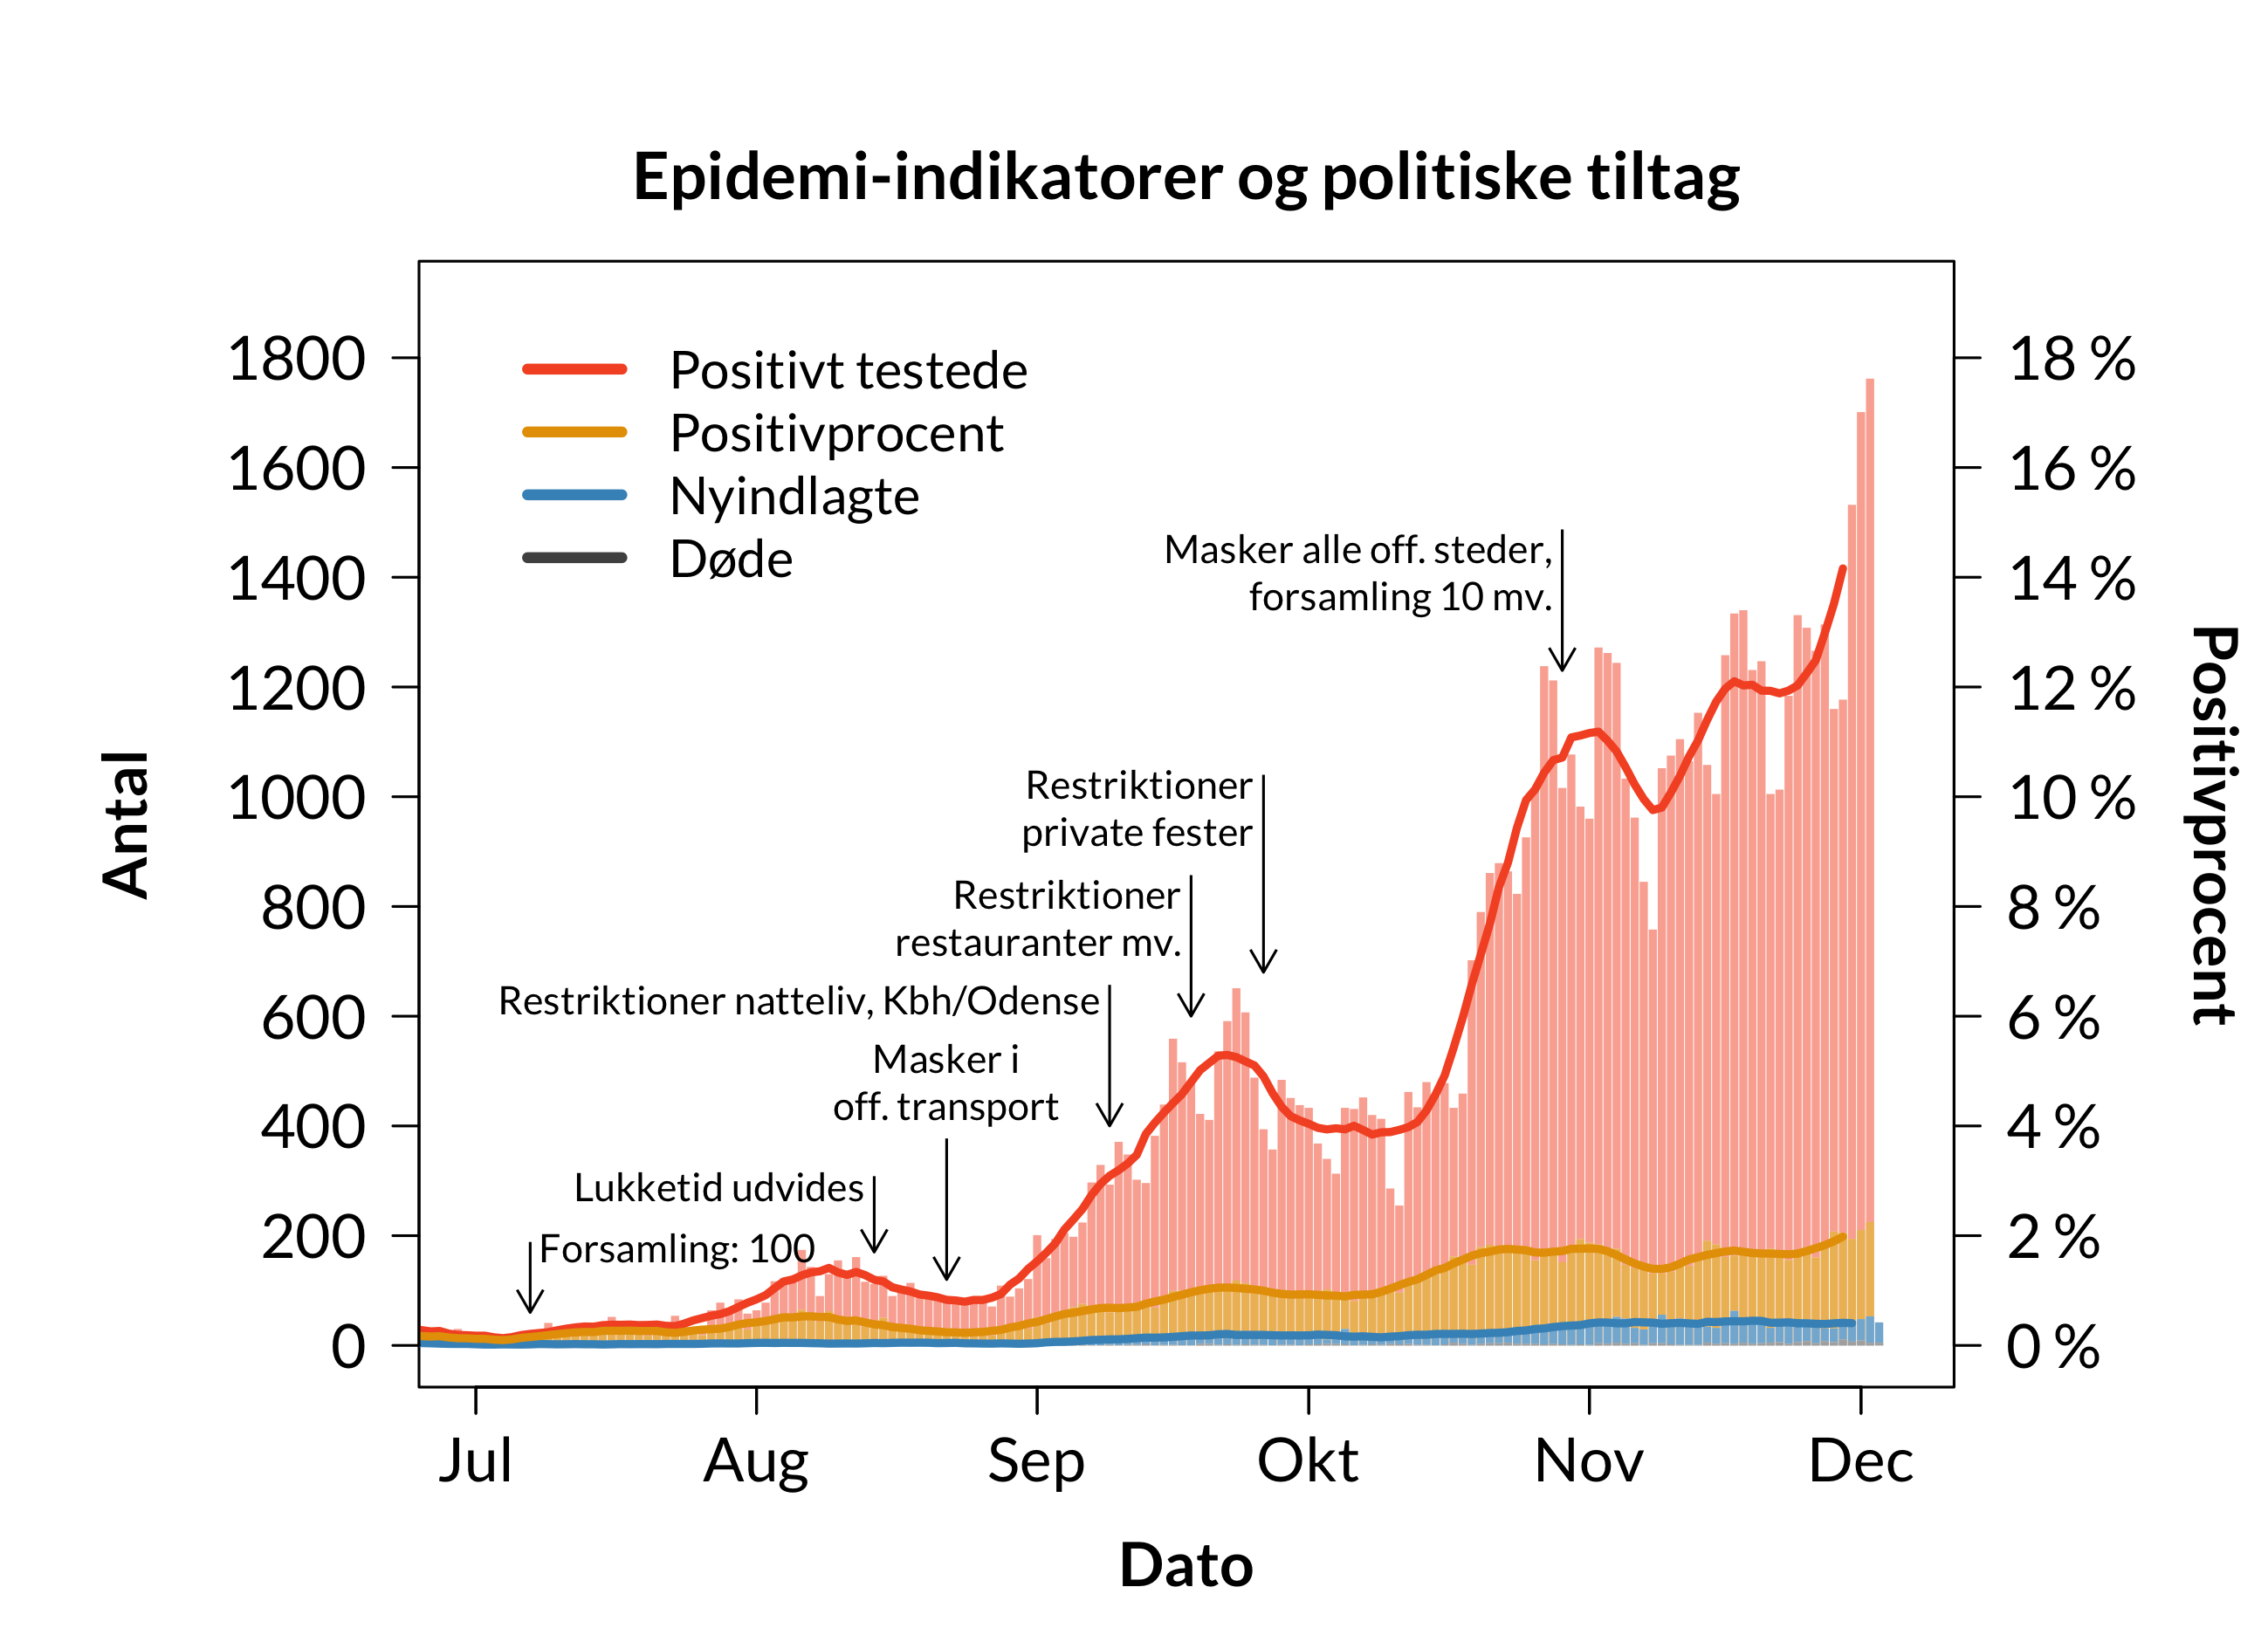 Epidemi-indikatorer og politiske tiltag
Positivt testede
Positivprocent
Nyindlagte
Døde
Masker alle off. steder,
forsamling 10 mv.
Restriktioner
private fester
Restriktioner
restauranter mv.
Restriktioner natteliv, Kbh/Odense
Masker i
off. transport
Lukketid udvides
Forsamling: 100
Antal
1800
1600
1400
1200
1000
800
600
400
200
0
18 %
16 %
14 %
12 %
10 %
8 %
6 %
4 %
2 %
0 %
Positivprocent
Jul Aug Sep Okt Nov Dec
Dato